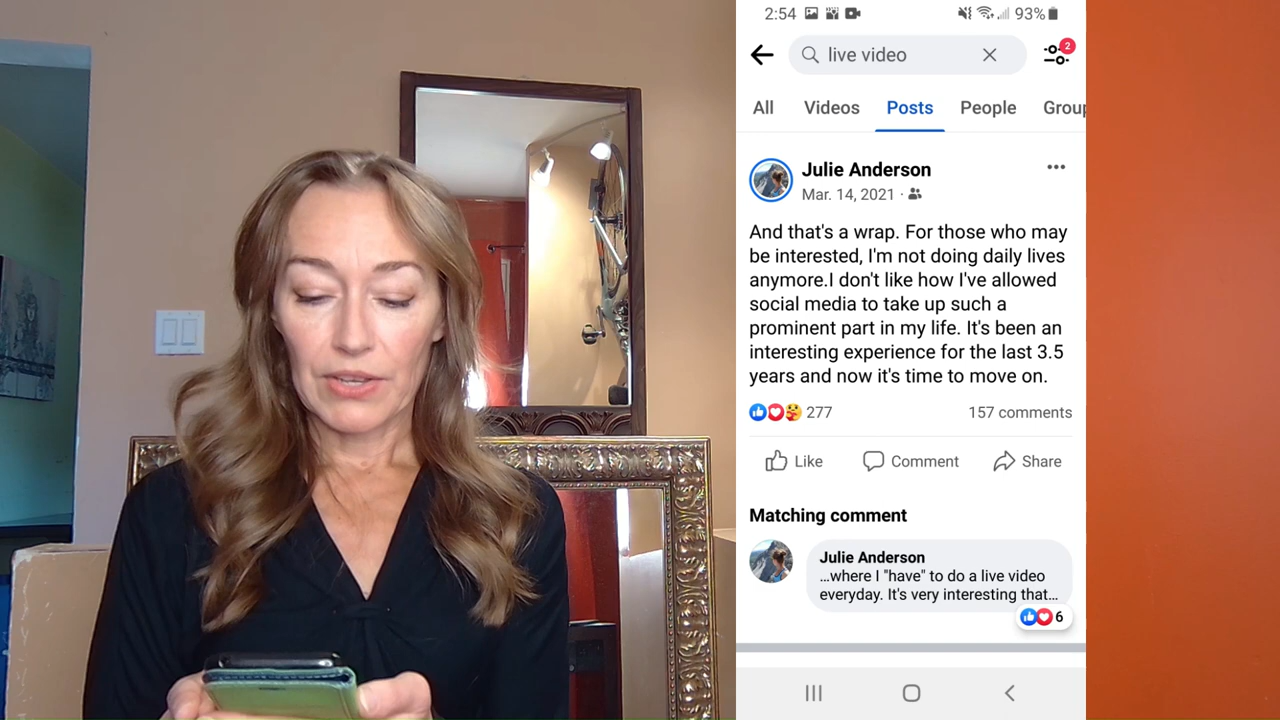 2:54
93%
live video
2
All
Videos
Posts
People
Group
Julie Anderson
Mar. 14, 2021 ·
And that's a wrap. For those who may
be interested, I'm not doing daily lives
anymore.I don't like how I've allowed
social media to take up such a
prominent part in my life. It's been an
interesting experience for the last 3.5
years and now it's time to move on.
277
157 comments
Like
Comment
Share
Matching comment
Julie Anderson
...where I "have" to do a live video
everyday. It's very interesting that...
6